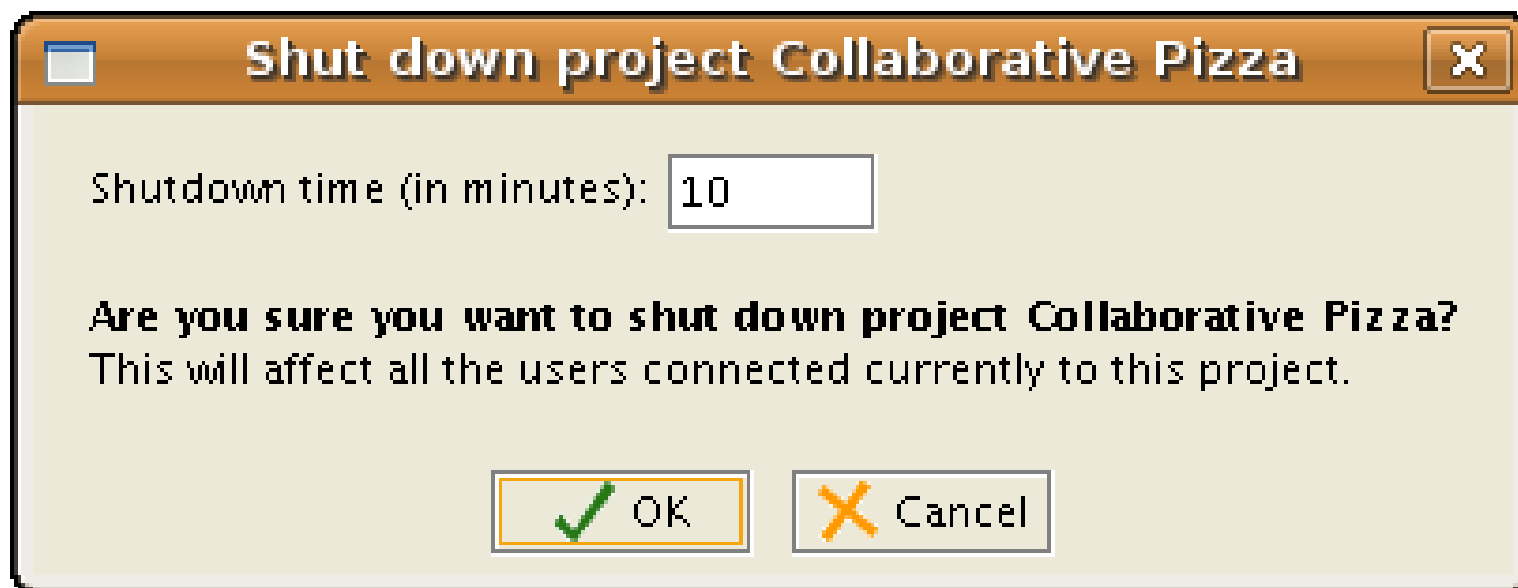 Shut down project Collaborative Pizza
Shutdown time (in minutes): 10
Are you sure you want to shut down project Collaborative Pizza?
This will affect all the users connected currently to this project.
OK Cancel